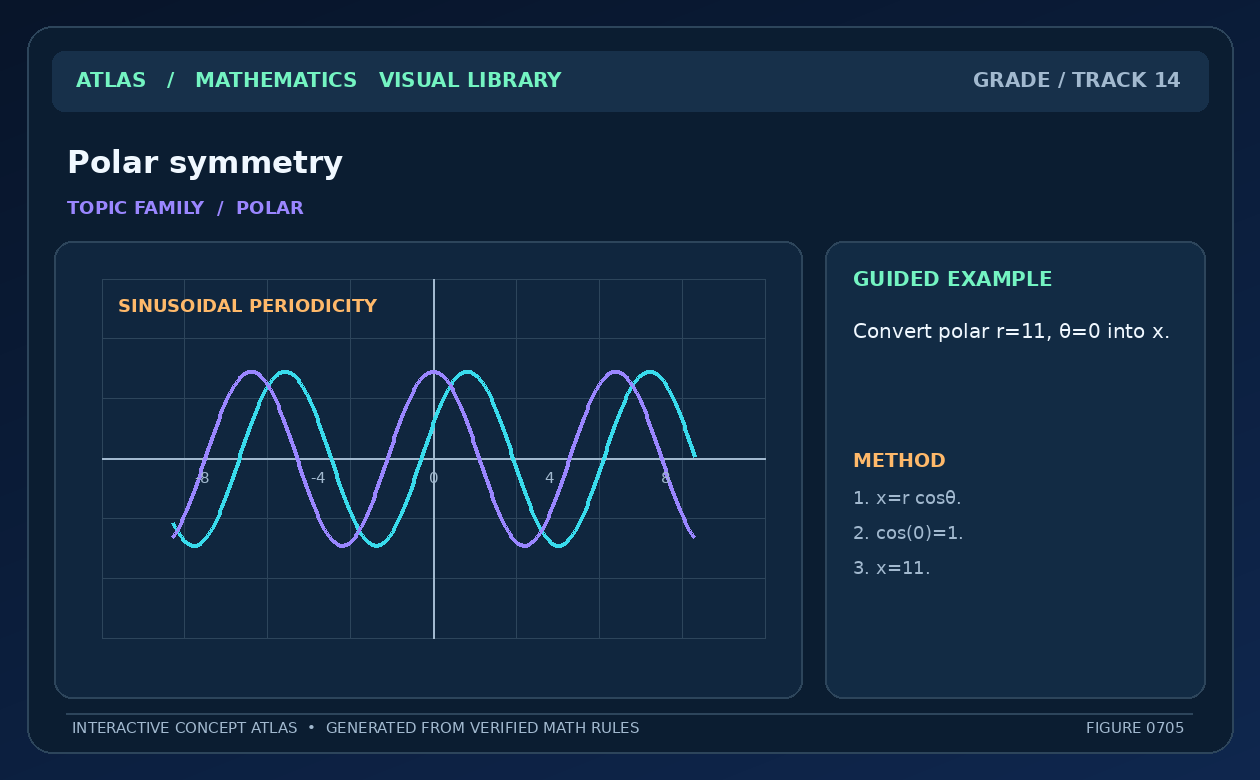 ATLAS / MATHEMATICS VISUAL LIBRARY
GRADE / TRACK 14
Polar symmetry
TOPIC FAMILY / POLAR
SINUSOIDAL PERIODICITY
-8 -4 0 4 8
GUIDED EXAMPLE
Convert polar r=11, θ=0 into x.
METHOD
1. x=r cosθ.
2. cos(0)=1.
3. x=11.
INTERACTIVE CONCEPT ATLAS • GENERATED FROM VERIFIED MATH RULES
FIGURE 0705